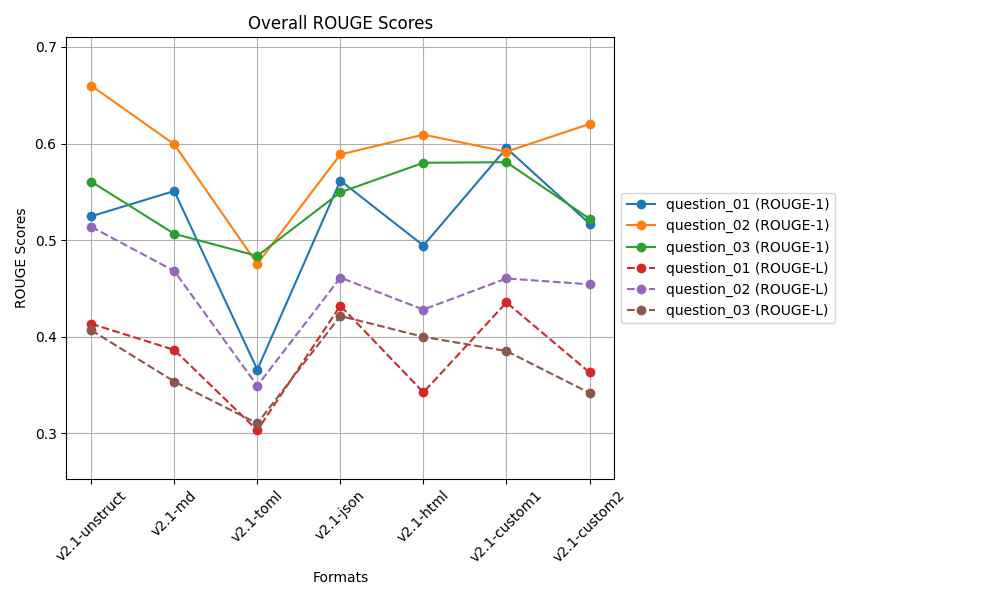 Overall ROUGE Scores
0.7
0.6
0.5
0.4
0.3
ROUGE Scores
v2.1-unstruct
v2.1-md
v2.1-toml
v2.1-json
v2.1-html
v2.1-custom1
v2.1-custom2
Formats
question_01 (ROUGE-1)
question_02 (ROUGE-1)
question_03 (ROUGE-1)
question_01 (ROUGE-L)
question_02 (ROUGE-L)
question_03 (ROUGE-L)